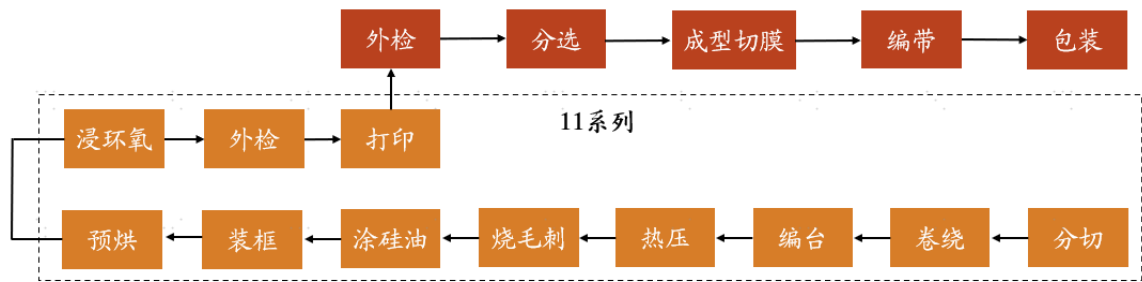 外检 分选 成型切膜 编带 包装
11系列
浸环氧 外检 打印
预烘 装框 涂硅油 烧毛刺 热压 编台 卷绕 分切